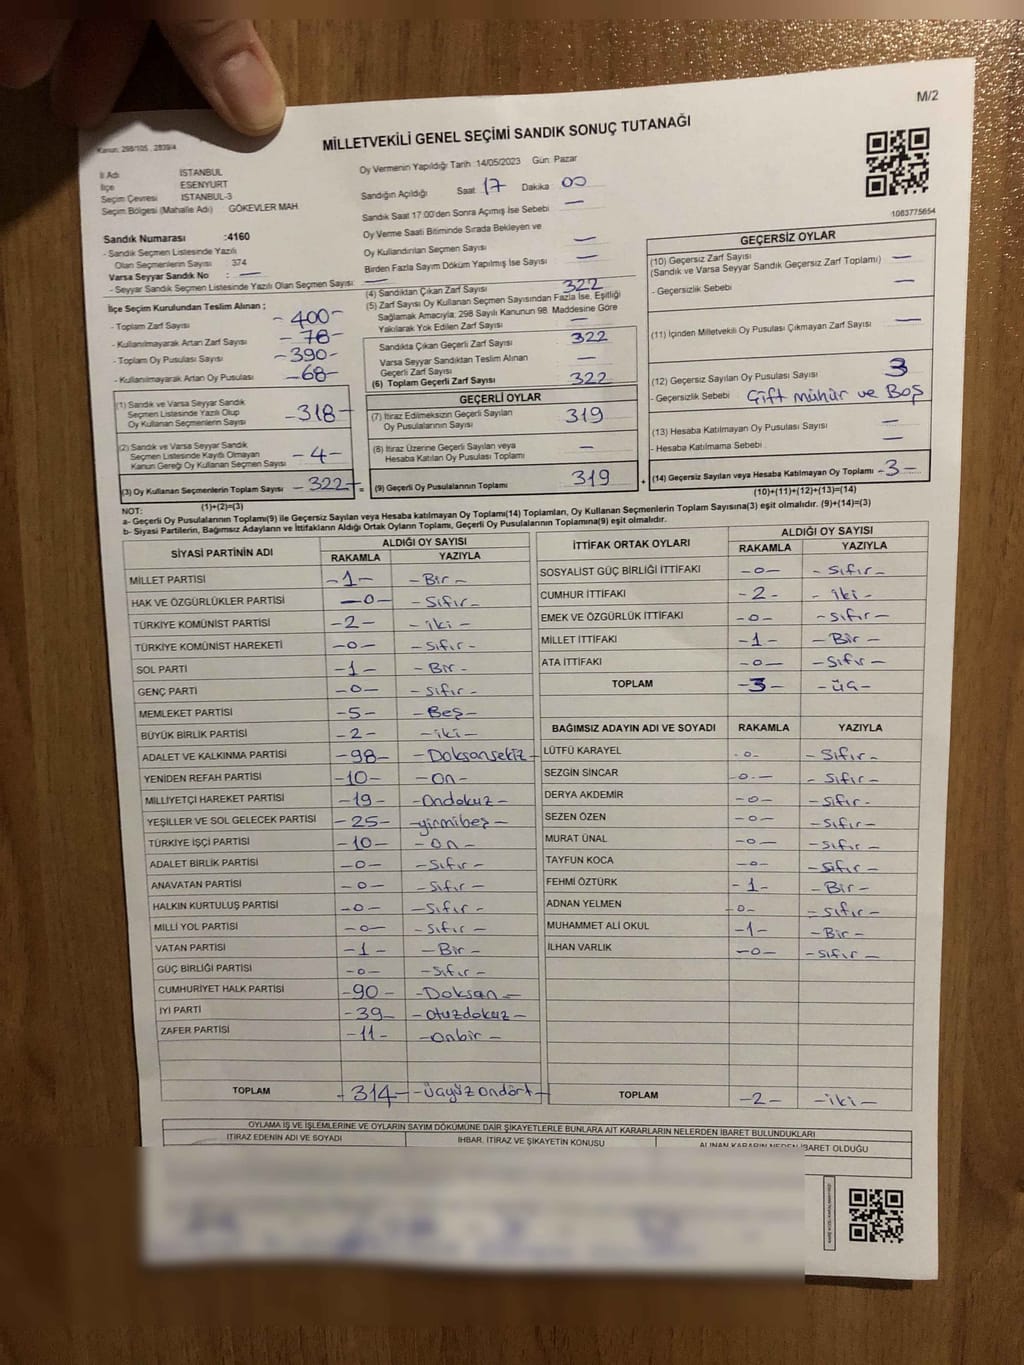 M/2
Kanun: 298/105 , 2839/4
MİLLETVEKİLİ GENEL SEÇİMİ SANDIK SONUÇ TUTANAĞI
İl Adı İSTANBUL
İlçe ESENYURT
Seçim Çevresi İSTANBUL-3
Seçim Bölgesi (Mahalle Adı) GÖKEVLER MAH.
Sandık Numarası :4160
- Sandık Seçmen Listesinde Yazılı
Olan Seçmenlerin Sayısı 374
Varsa Seyyar Sandık No : —
- Seyyar Sandık Seçmen Listesinde Yazılı Olan Seçmen Sayısı: —
Oy Vermenin Yapıldığı Tarih :14/05/2023 Gün: Pazar
Sandığın Açıldığı Saat 17 Dakika 00
Sandık Saat 17.00'den Sonra Açımış İse Sebebi —
Oy Verme Saati Bitiminde Sırada Bekleyen ve
Oy Kullandırılan Seçmen Sayısı —
Birden Fazla Sayım Döküm Yapılmış İse Sayısı —
1083775654
İlçe Seçim Kurulundan Teslim Alınan :
- Toplam Zarf Sayısı - 400 -
- Kullanılmayarak Artan Zarf Sayısı - 78 -
- Toplam Oy Pusulası Sayısı - 390 -
- Kullanılmayarak Artan Oy Pusulası - 68 -
(1) Sandık ve Varsa Seyyar Sandık
Seçmen Listesinde Yazılı Olup
Oy Kullanan Seçmenlerin Sayısı - 318 -
(2) Sandık ve Varsa Seyyar Sandık
Seçmen Listesinde Kayıtlı Olmayan
Kanun Gereği Oy Kullanan Seçmen Sayısı - 4 -
(3) Oy Kullanan Seçmenlerin Toplam Sayısı - 322 - =
(1)+(2)=(3)
(4) Sandıktan Çıkan Zarf Sayısı 322
(5) Zarf Sayısı Oy Kullanan Seçmen Sayısından Fazla İse, Eşitliği
Sağlamak Amacıyla, 298 Sayılı Kanunun 98. Maddesine Göre
Yakılarak Yok Edilen Zarf Sayısı —
Sandıkta Çıkan Geçerli Zarf Sayısı 322
Varsa Seyyar Sandıktan Teslim Alınan
Geçerli Zarf Sayısı —
(6) Toplam Geçerli Zarf Sayısı 322
GEÇERLİ OYLAR
(7) İtiraz Edilmeksizin Geçerli Sayılan
Oy Pusulalarının Sayısı 319
(8) İtiraz Üzerine Geçerli Sayılan veya
Hesaba Katılan Oy Pusulası Toplamı —
(9) Geçerli Oy Pusulalarının Toplamı 319 +
GEÇERSİZ OYLAR
(10) Geçersiz Zarf Sayısı
(Sandık ve Varsa Seyyar Sandık Geçersiz Zarf Toplamı) —
- Geçersizlik Sebebi —
(11) İçinden Milletvekili Oy Pusulası Çıkmayan Zarf Sayısı —
(12) Geçersiz Sayılan Oy Pusulası Sayısı 3
- Geçersizlik Sebebi Çift mühür ve Boş
(13) Hesaba Katılmayan Oy Pusulası Sayısı —
- Hesaba Katılmama Sebebi —
(14) Geçersiz Sayılan veya Hesaba Katılmayan Oy Toplamı - 3 -
(10)+(11)+(12)+(13)=(14)
NOT:
a- Geçerli Oy Pusulalarının Toplamı(9) ile Geçersiz Sayılan veya Hesaba katılmayan Oy Toplamı(14) Toplamları, Oy Kullanan Seçmenlerin Toplam Sayısına(3) eşit olmalıdır. (9)+(14)=(3)
b- Siyasi Partilerin, Bağımsız Adayların ve İttifakların Aldığı Ortak Oyların Toplamı, Geçerli Oy Pusulalarının Toplamına(9) eşit olmalıdır.
SİYASİ PARTİNİN ADI ALDIĞI OY SAYISI
RAKAMLA YAZIYLA
MİLLET PARTİSİ - 1 - - Bir -
HAK VE ÖZGÜRLÜKLER PARTİSİ - 0 - - Sıfır -
TÜRKİYE KOMÜNİST PARTİSİ - 2 - - iki -
TÜRKİYE KOMÜNİST HAREKETİ - 0 - - Sıfır -
SOL PARTİ - 1 - - Bir -
GENÇ PARTİ - 0 - - Sıfır -
MEMLEKET PARTİSİ - 5 - - Beş -
BÜYÜK BİRLİK PARTİSİ - 2 - - iki -
ADALET VE KALKINMA PARTİSİ - 98 - - Doksansekiz -
YENİDEN REFAH PARTİSİ - 10 - - On -
MİLLİYETÇİ HAREKET PARTİSİ - 19 - - Ondokuz -
YEŞİLLER VE SOL GELECEK PARTİSİ - 25 - - yirmibeş -
TÜRKİYE İŞÇİ PARTİSİ - 10 - - On -
ADALET BİRLİK PARTİSİ - 0 - - Sıfır -
ANAVATAN PARTİSİ - 0 - - Sıfır -
HALKIN KURTULUŞ PARTİSİ - 0 - - Sıfır -
MİLLİ YOL PARTİSİ - 0 - - Sıfır -
VATAN PARTİSİ - 1 - - Bir -
GÜÇ BİRLİĞİ PARTİSİ - 0 - - Sıfır -
CUMHURİYET HALK PARTİSİ - 90 - - Doksan -
İYİ PARTİ - 39 - - Otuzdokuz -
ZAFER PARTİSİ - 11 - - Onbir -
TOPLAM - 314 - - üçyüzondört -
İTTİFAK ORTAK OYLARI ALDIĞI OY SAYISI
RAKAMLA YAZIYLA
SOSYALİST GÜÇ BİRLİĞİ İTTİFAKI - 0 - - Sıfır -
CUMHUR İTTİFAKI - 2 - - iki -
EMEK VE ÖZGÜRLÜK İTTİFAKI - 0 - - Sıfır -
MİLLET İTTİFAKI - 1 - - Bir -
ATA İTTİFAKI - 0 - - Sıfır -
TOPLAM - 3 - - üç -
BAĞIMSIZ ADAYIN ADI VE SOYADI RAKAMLA YAZIYLA
LÜTFÜ KARAYEL - 0 - - Sıfır -
SEZGİN SİNCAR - 0 - - Sıfır -
DERYA AKDEMİR - 0 - - Sıfır -
SEZEN ÖZEN - 0 - - Sıfır -
MURAT ÜNAL - 0 - - Sıfır -
TAYFUN KOCA - 0 - - Sıfır -
FEHMİ ÖZTÜRK - 1 - - Bir -
ADNAN YELMEN - 0 - - Sıfır -
MUHAMMET ALİ OKUL - 1 - - Bir -
İLHAN VARLIK - 0 - - Sıfır -
TOPLAM - 2 - - iki -
OYLAMA İŞ VE İŞLEMLERİNE VE OYLARIN SAYIM DÖKÜMÜNE DAİR ŞİKAYETLERLE BUNLARA AİT KARARLARIN NELERDEN İBARET BULUNDUKLARI
İTİRAZ EDENİN ADI VE SOYADI İHBAR, İTİRAZ VE ŞİKAYETİN KONUSU ALINAN KARARIN NEDEN İBARET OLDUĞU